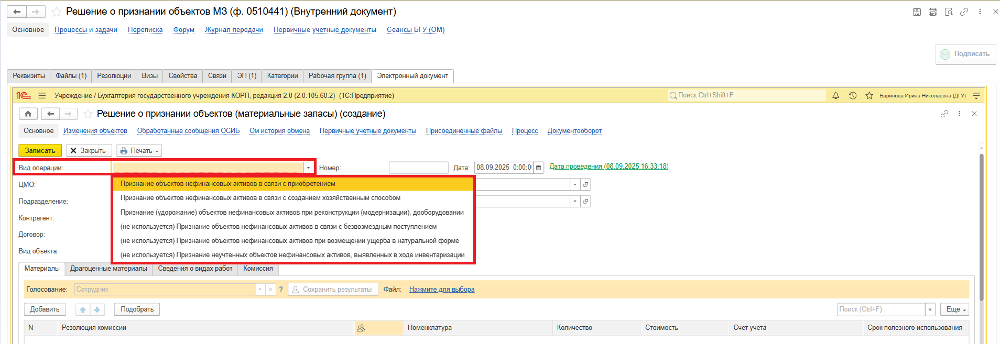 Решение о признании объектов МЗ (ф. 0510441) (Внутренний документ)
Основное Процессы и задачи Переписка Форум Журнал передачи Первичные учетные документы Сеансы БГУ (ОМ)
Подписать
Реквизиты Файлы (1) Резолюции Визы Свойства Связи ЭП (1) Категории Рабочая группа (1) Электронный документ
1С Учреждение / Бухгалтерия государственного учреждения КОРП, редакция 2.0 (2.0.105.60.2) (1С:Предприятие) Поиск Ctrl+Shift+F Баринова Ирина Николаевна (ДГУ)
Решение о признании объектов (материальные запасы) (создание)
Основное Изменения объектов Обработанные сообщения ОСИБ Ом история обмена Первичные учетные документы Присоединенные файлы Процесс Документооборот
Записать Закрыть Печать
Вид операции: Номер: Дата: 08.09.2025 0:00:0 Дата проведения (08.09.2025 16:33:18)
ЦМО:
Подразделение:
Контрагент:
Договор:
Вид объекта:
Признание объектов нефинансовых активов в связи с приобретением
Признание объектов нефинансовых активов в связи с созданием хозяйственным способом
Признание (удорожание) объектов нефинансовых активов при реконструкции (модернизации), дооборудовании
(не используется) Признание объектов нефинансовых активов в связи с безвозмездным поступлением
(не используется) Признание объектов нефинансовых активов при возмещении ущерба в натуральной форме
(не используется) Признание неучтенных объектов нефинансовых активов, выявленных в ходе инвентаризации
Материалы Драгоценные материалы Сведения о видах работ Комиссия
Голосование: Сотрудник ? Сохранить результаты Файл: Нажмите для выбора
Добавить Подобрать Поиск (Ctrl+F) × Еще
N Резолюция комиссии Номенклатура Количество Стоимость Счет учета Срок полезного использования